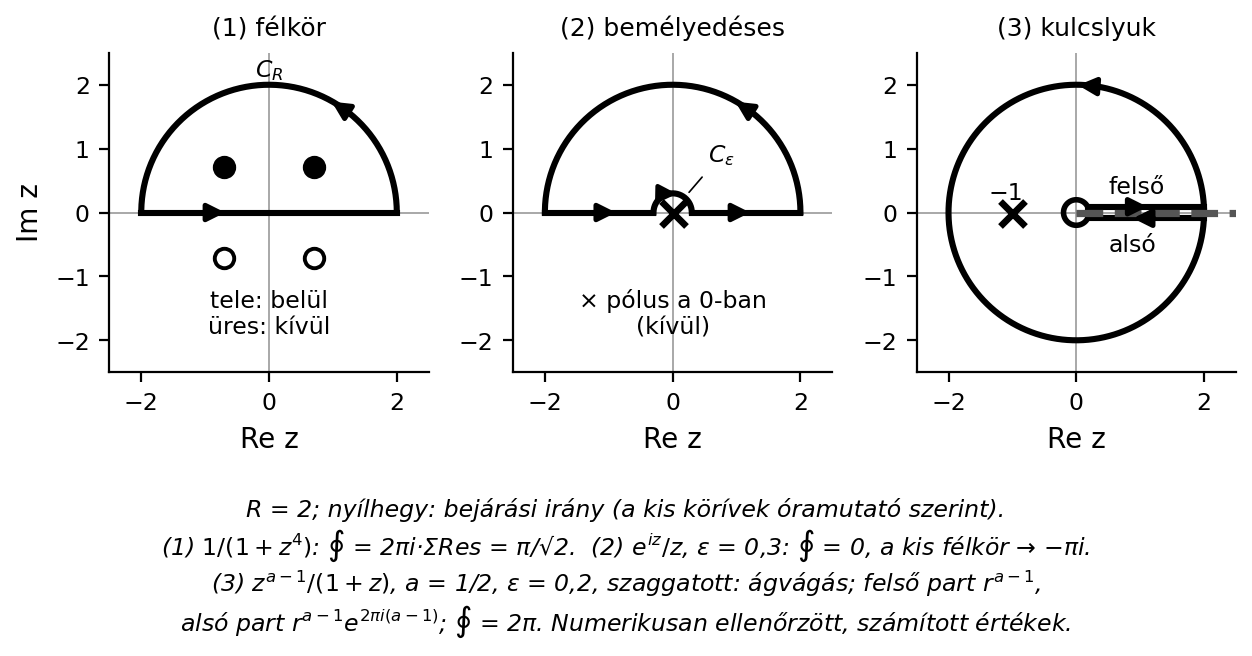 (1) félkör
(2) bemélyedéses
(3) kulcslyuk
Im z
2
1
0
−1
−2
C_R
tele: belül
üres: kívül
−2
0
2
Re z
2
1
0
−1
−2
C_ε
× pólus a 0-ban
(kívül)
−2
0
2
Re z
2
1
0
−1
−2
−1
felső
alsó
−2
0
2
Re z
R = 2; nyílhegy: bejárási irány (a kis körívek óramutató szerint).
(1) 1/(1 + z⁴): ∮ = 2πi·ΣRes = π/√2. (2) e^{iz}/z, ε = 0,3: ∮ = 0, a kis félkör → −πi.
(3) z^{a−1}/(1 + z), a = 1/2, ε = 0,2, szaggatott: ágvágás; felső part r^{a−1},
alsó part r^{a−1}e^{2πi(a−1)}; ∮ = 2π. Numerikusan ellenőrzött, számított értékek.